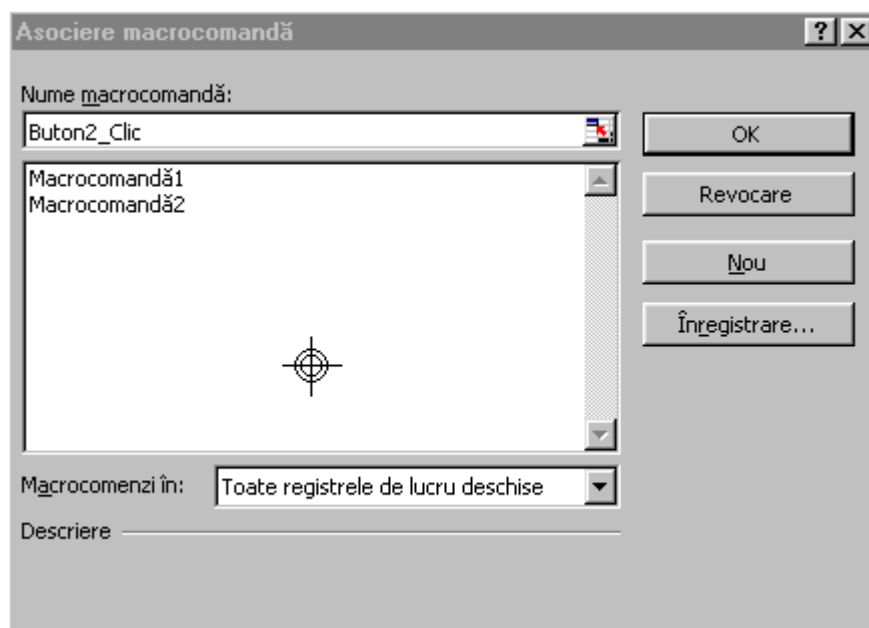 Asociere macrocomandă
Nume macrocomandă:
Buton2_Clic
OK
Macrocomandă1
Macrocomandă2
Revocare
Nou
Înregistrare...
Macrocomenzi în: Toate registrele de lucru deschise
Descriere